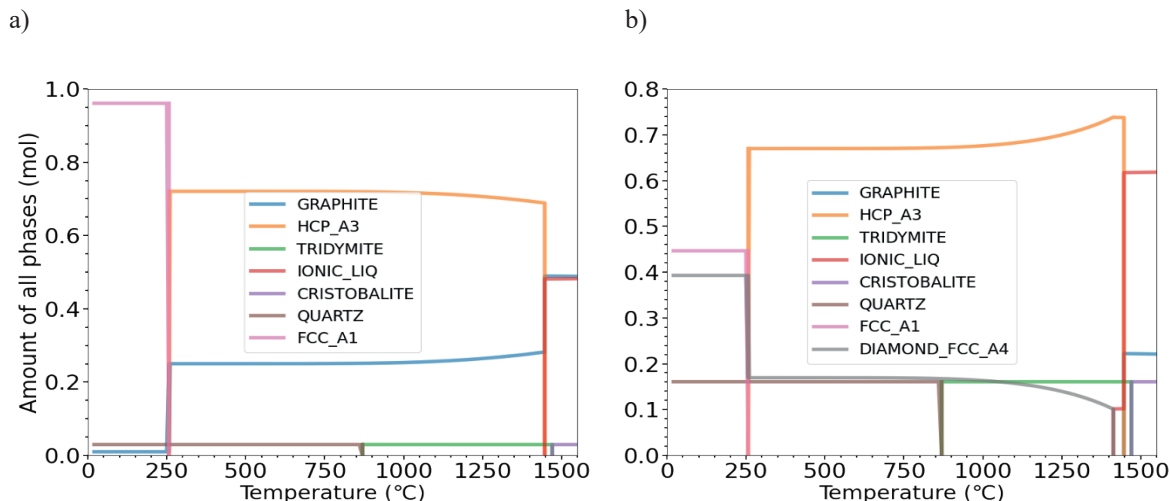 a)
b)
Amount of all phases (mol)
1.0
0.8
0.6
0.4
0.2
0.0
GRAPHITE
HCP_A3
TRIDYMITE
IONIC_LIQ
CRISTOBALITE
QUARTZ
FCC_A1
0 250 500 750 1000 1250 1500
Temperature (°C)
0.8
0.7
0.6
0.5
0.4
0.3
0.2
0.1
0.0
GRAPHITE
HCP_A3
TRIDYMITE
IONIC_LIQ
CRISTOBALITE
QUARTZ
FCC_A1
DIAMOND_FCC_A4
0 250 500 750 1000 1250 1500
Temperature (°C)